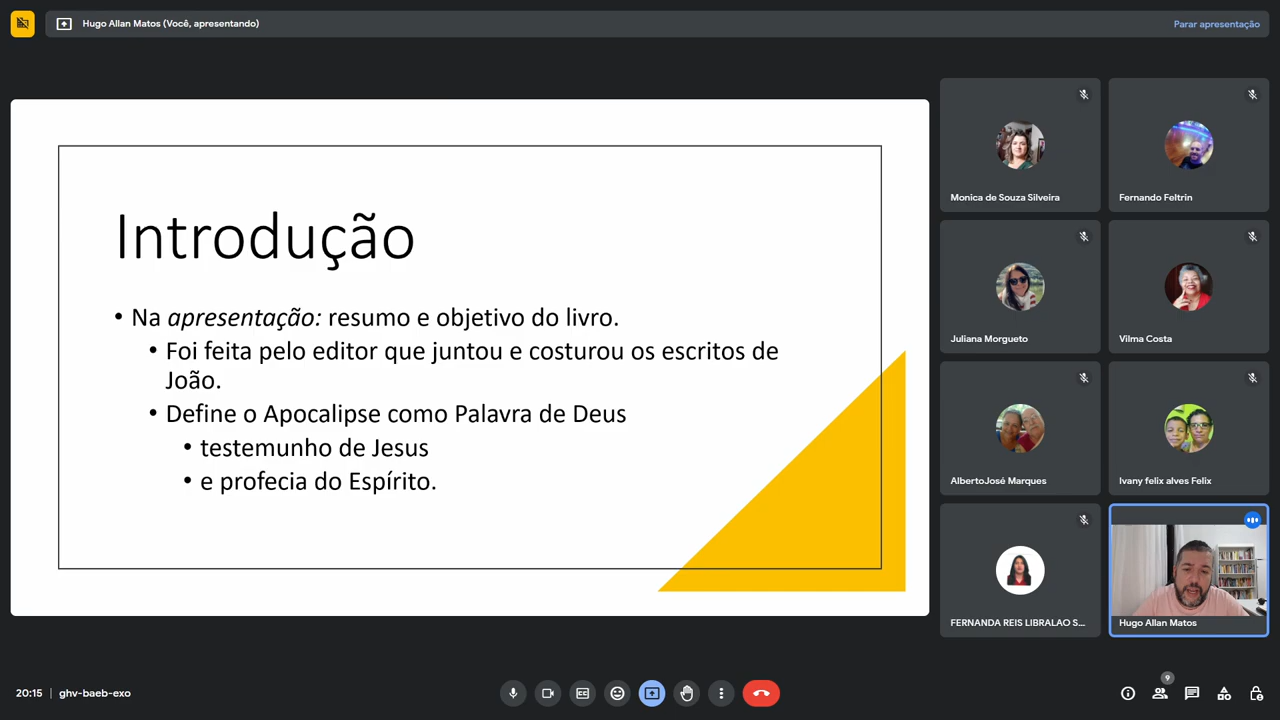 Hugo Allan Matos (Você, apresentando)
Parar apresentação
Introdução
• Na apresentação: resumo e objetivo do livro.
• Foi feita pelo editor que juntou e costurou os escritos de
João.
• Define o Apocalipse como Palavra de Deus
• testemunho de Jesus
• e profecia do Espírito.
Monica de Souza Silveira
Fernando Feltrin
Juliana Morgueto
Vilma Costa
AlbertoJosé Marques
Ivany felix alves Felix
FERNANDA REIS LIBRALAO S...
Hugo Allan Matos
20:15 | ghv-baeb-exo
9